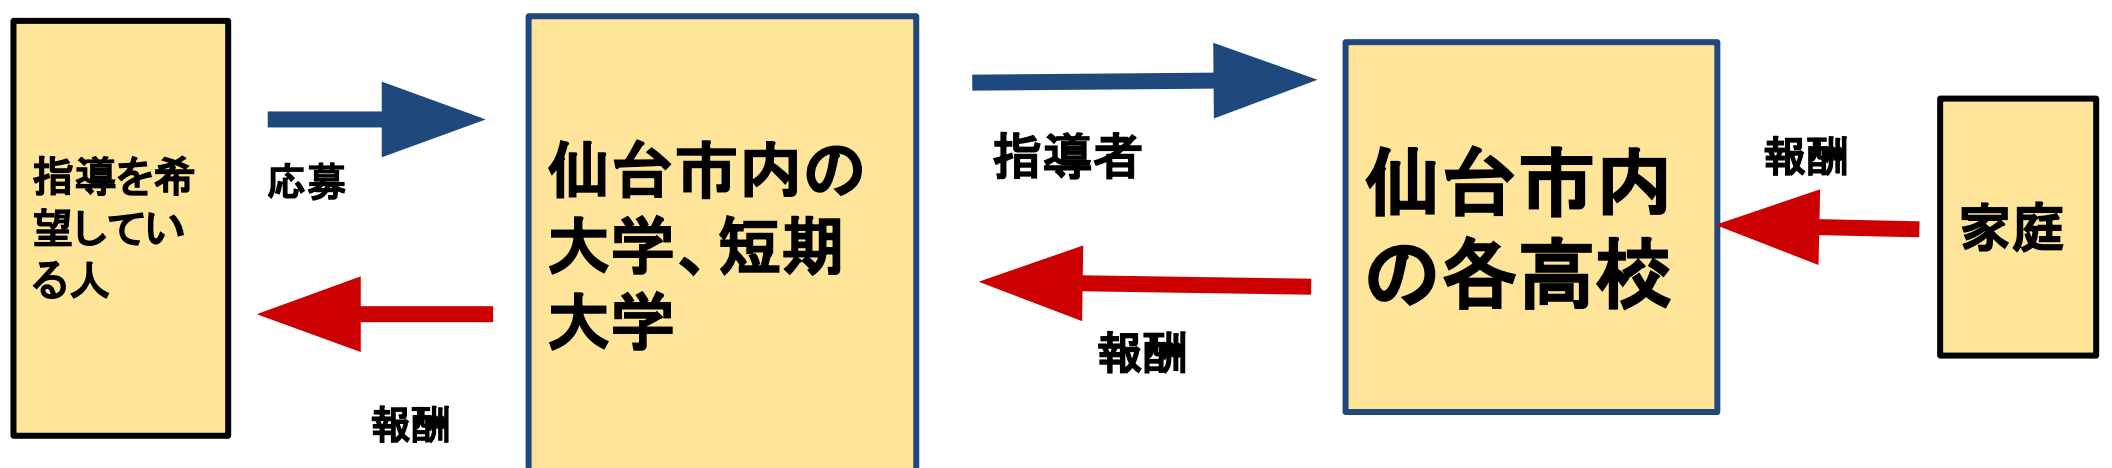 指導を希
望してい
る人
応募
報酬
仙台市内の
大学、短期
大学
指導者
報酬
仙台市内
の各高校
報酬
家庭